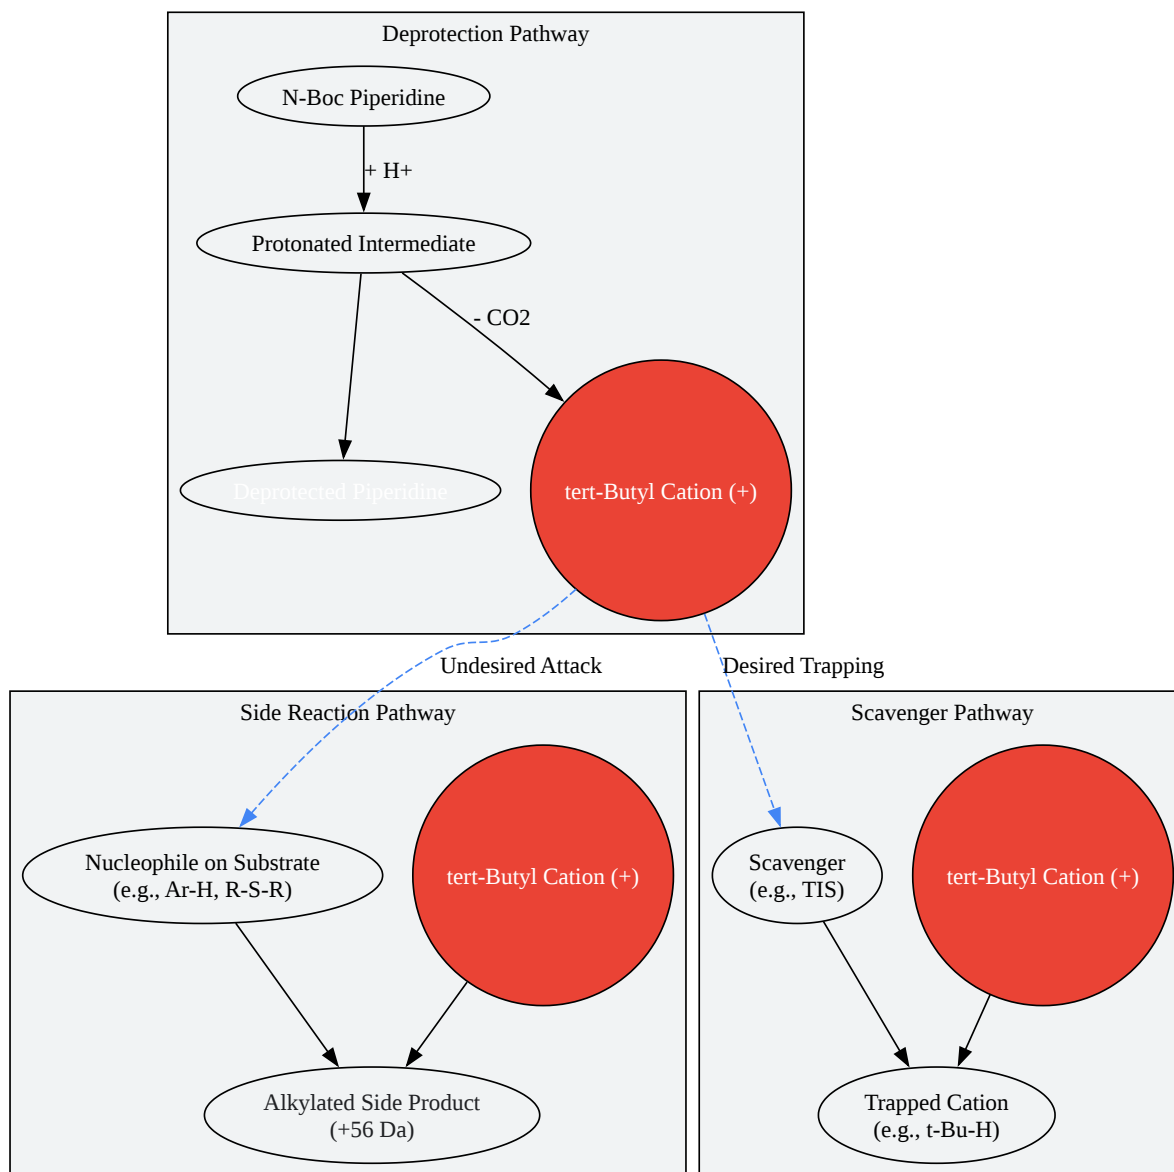 Deprotection Pathway
N-Boc Piperidine
+ H+
Protonated Intermediate
- CO2
Deprotected Piperidine
tert-Butyl Cation (+)
Undesired Attack
Desired Trapping
Side Reaction Pathway
Nucleophile on Substrate
(e.g., Ar-H, R-S-R)
tert-Butyl Cation (+)
Alkylated Side Product
(+56 Da)
Scavenger Pathway
Scavenger
(e.g., TIS)
tert-Butyl Cation (+)
Trapped Cation
(e.g., t-Bu-H)